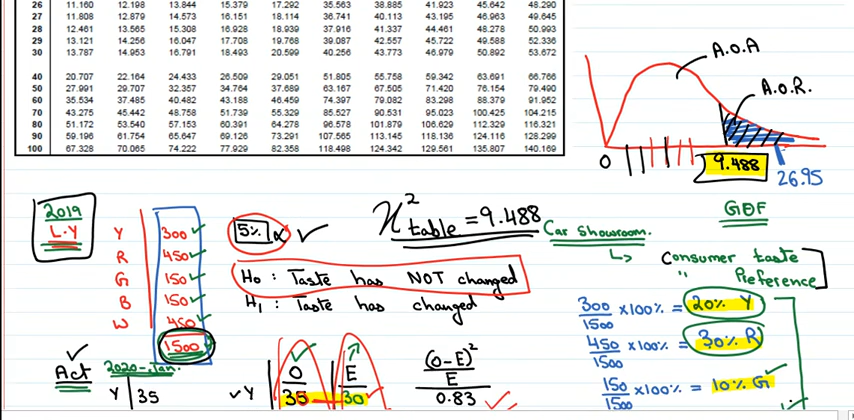 26 11.160 12.198 13.844 15.379 17.292 35.563 38.885 41.923 45.642 48.290
27 11.808 12.879 14.573 16.151 18.114 36.741 40.113 43.195 46.963 49.645
28 12.461 13.565 15.308 16.928 18.939 37.916 41.337 44.461 48.278 50.993
29 13.121 14.256 16.047 17.708 19.768 39.087 42.557 45.722 49.588 52.336
30 13.787 14.953 16.791 18.493 20.599 40.256 43.773 46.979 50.892 53.672
40 20.707 22.164 24.433 26.509 29.051 51.805 55.758 59.342 63.691 66.766
50 27.991 29.707 32.357 34.764 37.689 63.167 67.505 71.420 76.154 79.490
60 35.534 37.485 40.482 43.188 46.459 74.397 79.082 83.298 88.379 91.952
70 43.275 45.442 48.758 51.739 55.329 85.527 90.531 95.023 100.425 104.215
80 51.172 53.540 57.153 60.391 64.278 96.578 101.879 106.629 112.329 116.321
90 59.196 61.754 65.647 69.126 73.291 107.565 113.145 118.136 124.116 128.299
100 67.328 70.065 74.222 77.929 82.358 118.498 124.342 129.561 135.807 140.169
A.O.A
A.O.R.
0 9.488 26.95
2019
L.Y
Y 300 ✓
R 450 ✓
G 150 ✓
B 150 ✓
W 450 ✓
1500
5% α ✓
x² table = 9.488
H₀ : Taste has NOT changed
H₁ : Taste has changed
GOF
Car Showroom.
↳ Consumer taste
" Preference
300/1500 ×100% = 20% Y
450/1500 ×100% = 30% R
150/1500 ×100% = 10% G ✓
✓
Act 2020-Jan.
Y 35
O E (O-E)²/E
✓Y 35 30 0.83 ✓